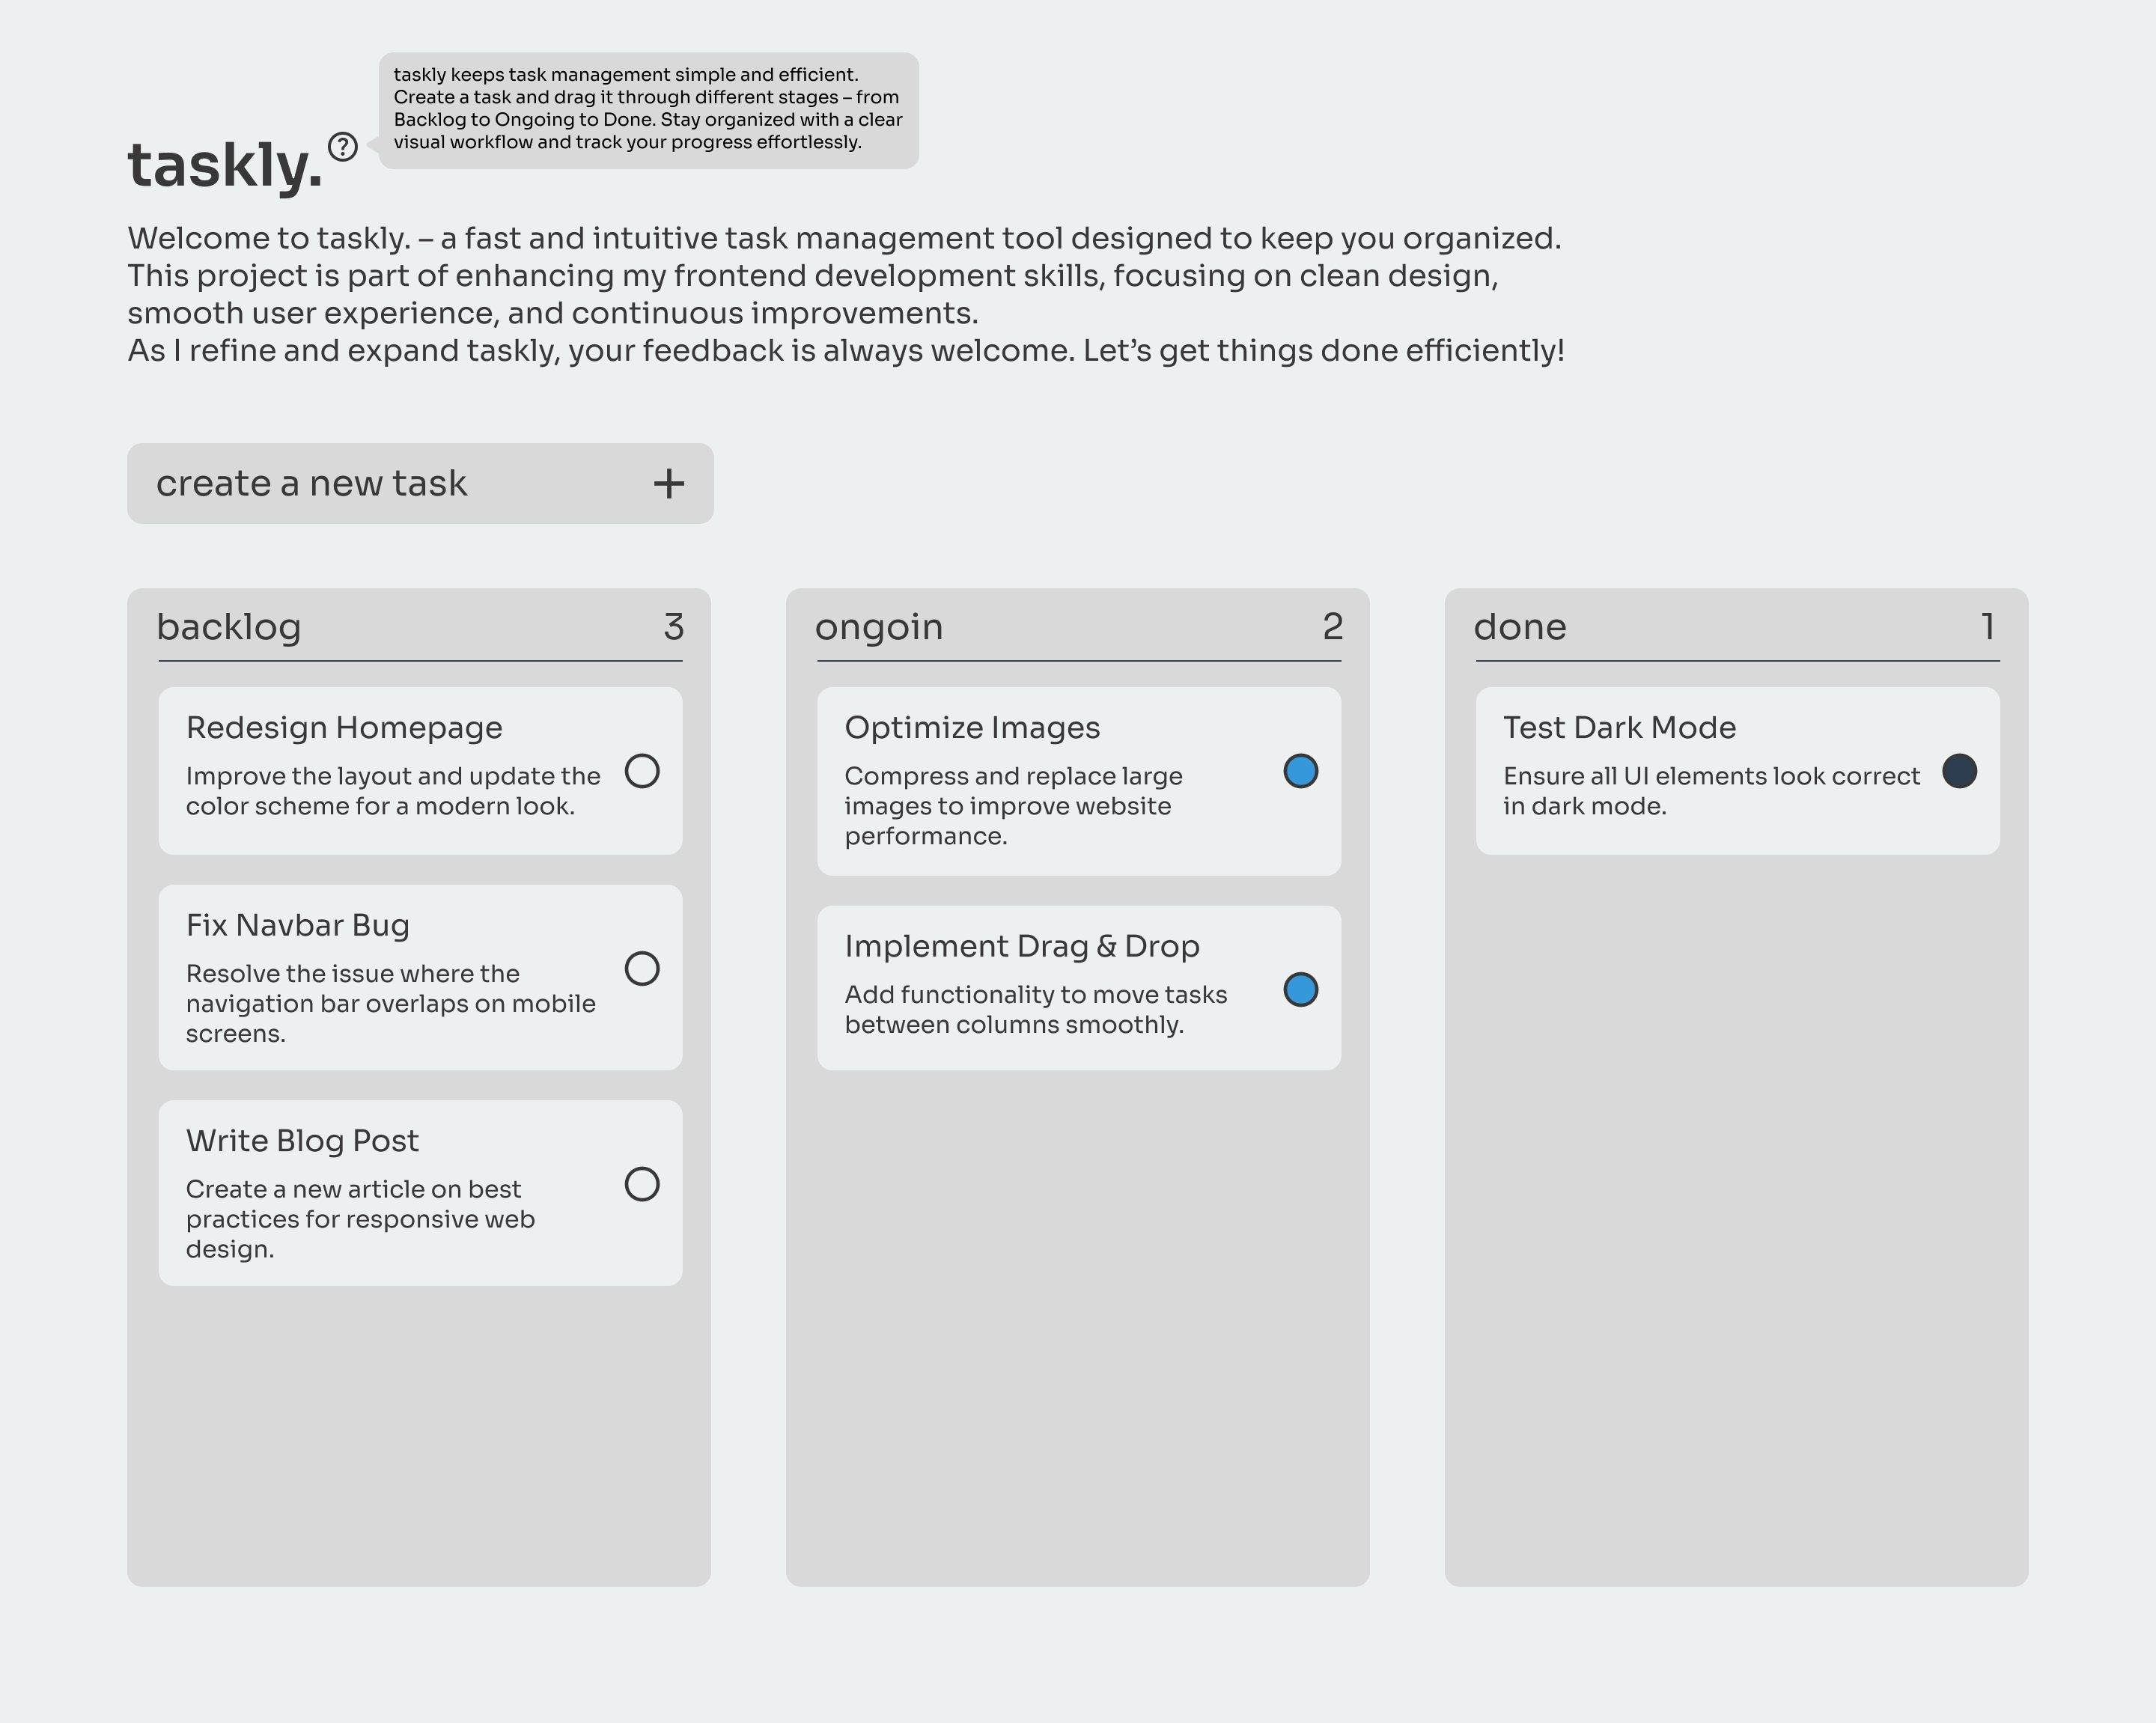 taskly keeps task management simple and efficient.
Create a task and drag it through different stages – from
Backlog to Ongoing to Done. Stay organized with a clear
visual workflow and track your progress effortlessly.
taskly.
?
Welcome to taskly. – a fast and intuitive task management tool designed to keep you organized.
This project is part of enhancing my frontend development skills, focusing on clean design,
smooth user experience, and continuous improvements.
As I refine and expand taskly, your feedback is always welcome. Let’s get things done efficiently!
create a new task +
backlog 3
Redesign Homepage
Improve the layout and update the
color scheme for a modern look.
Fix Navbar Bug
Resolve the issue where the
navigation bar overlaps on mobile
screens.
Write Blog Post
Create a new article on best
practices for responsive web
design.
ongoin 2
Optimize Images
Compress and replace large
images to improve website
performance.
Implement Drag & Drop
Add functionality to move tasks
between columns smoothly.
done 1
Test Dark Mode
Ensure all UI elements look correct
in dark mode.